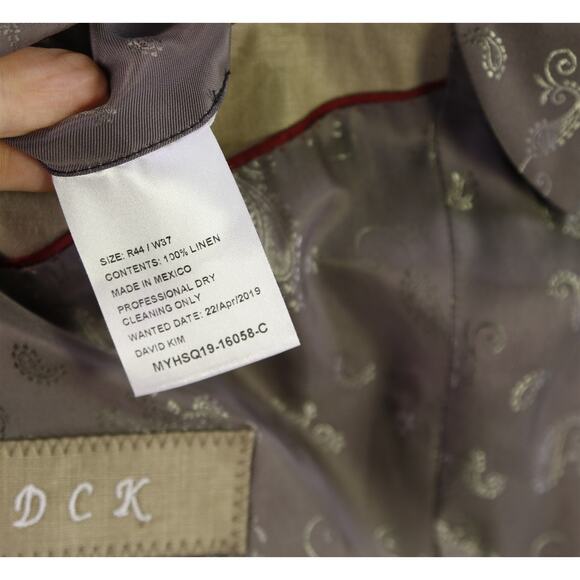 SIZE: R44 / W37
CONTENTS: 100% LINEN
MADE IN MEXICO
PROFESSIONAL DRY
CLEANING ONLY
WANTED DATE: 22/Apr/2019
DAVID KIM
MYHSQ19-16058-C
DCK